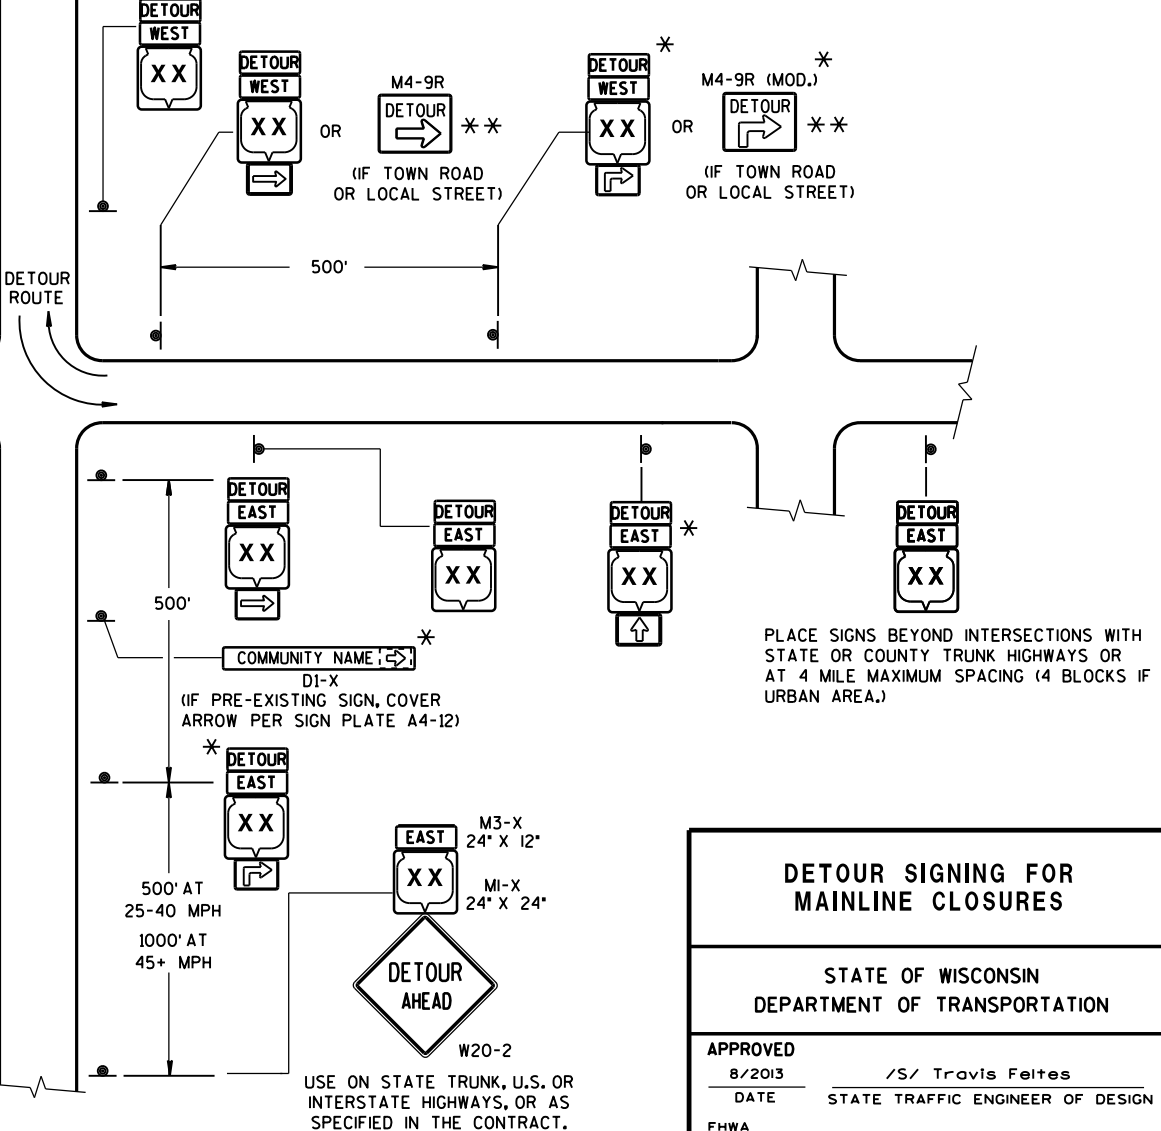 DETOUR
WEST
XX
DETOUR
WEST
XX
OR
M4-9R
DETOUR
**
(IF TOWN ROAD
OR LOCAL STREET)
*
DETOUR
WEST
XX
OR
*
M4-9R (MOD.)
DETOUR
**
(IF TOWN ROAD
OR LOCAL STREET)
500'
DETOUR
ROUTE
DETOUR
EAST
XX
DETOUR
EAST
XX
DETOUR
EAST
*
XX
DETOUR
EAST
XX
500'
PLACE SIGNS BEYOND INTERSECTIONS WITH
STATE OR COUNTY TRUNK HIGHWAYS OR
AT 4 MILE MAXIMUM SPACING (4 BLOCKS IF
URBAN AREA.)
*
COMMUNITY NAME
D1-X
(IF PRE-EXISTING SIGN, COVER
ARROW PER SIGN PLATE A4-12)
*
DETOUR
EAST
XX
500' AT
25-40 MPH
1000' AT
45+ MPH
EAST
M3-X
24" X 12"
XX
M1-X
24" X 24"
DETOUR
AHEAD
W20-2
USE ON STATE TRUNK, U.S. OR
INTERSTATE HIGHWAYS, OR AS
SPECIFIED IN THE CONTRACT.
DETOUR SIGNING FOR
MAINLINE CLOSURES
STATE OF WISCONSIN
DEPARTMENT OF TRANSPORTATION
APPROVED
8/2013 /S/ Travis Feltes
DATE STATE TRAFFIC ENGINEER OF DESIGN
FHWA